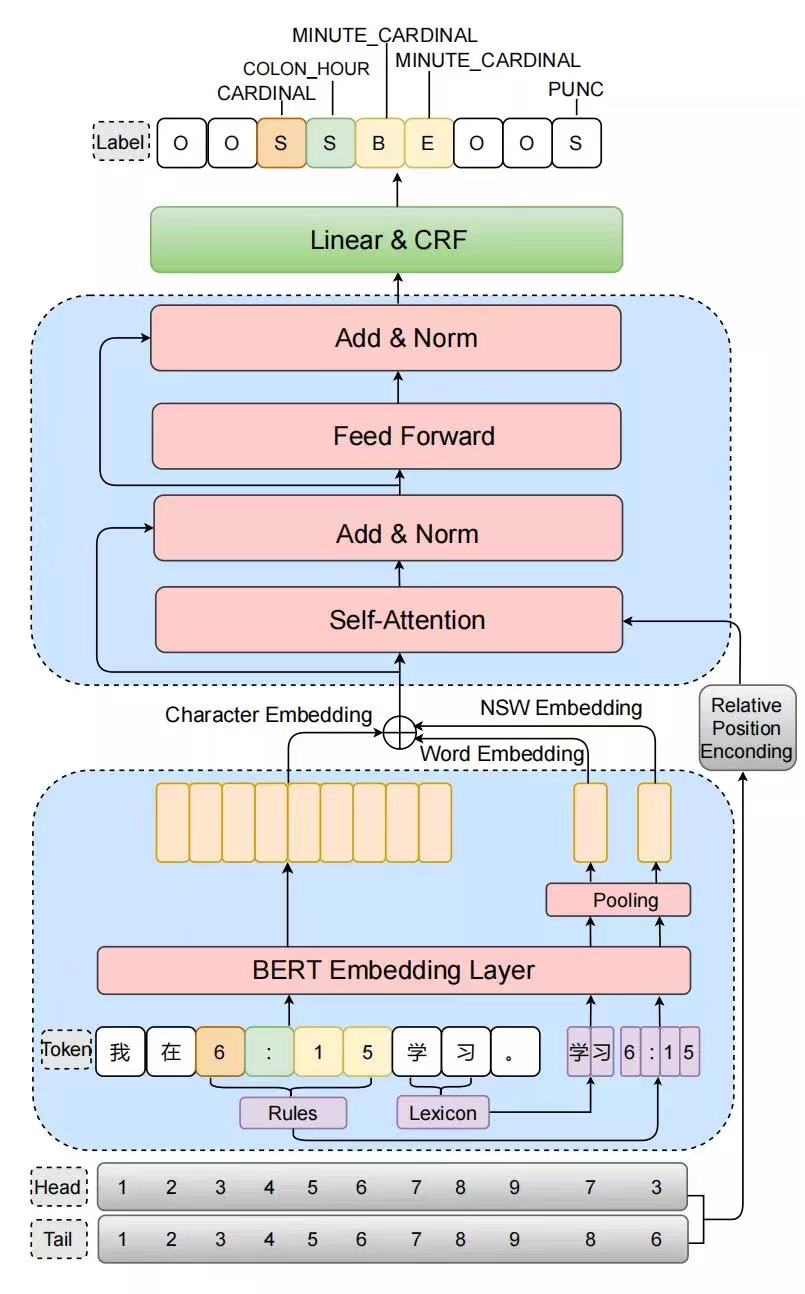 MINUTE_CARDINAL
COLON_HOUR MINUTE_CARDINAL
CARDINAL PUNC
Label O O S S B E O O S
Linear & CRF
Add & Norm
Feed Forward
Add & Norm
Self-Attention
Relative
Position
Enconding
Character Embedding NSW Embedding
Word Embedding
Pooling
BERT Embedding Layer
Token 我 在 6 : 1 5 学 习 。 学 习 6 : 1 5
Rules Lexicon
Head 1 2 3 4 5 6 7 8 9 7 3
Tail 1 2 3 4 5 6 7 8 9 8 6